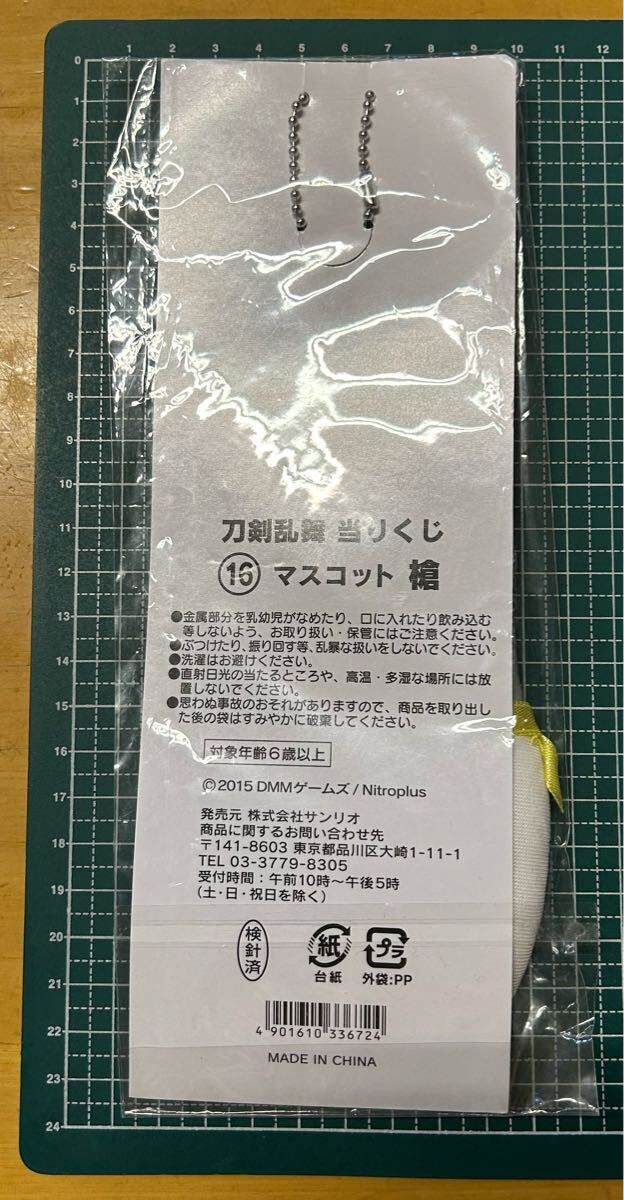 1 2 3 4 5 6 7 8 9 10 11 12
0
1
2
3
4
5
6
7
8
9
10
11
12
13
14
15
16
17
18
19
20
21
22
23
24
刀剣乱舞 当りくじ
⑯ マスコット 槍
●金属部分を乳幼児がなめたり、口に入れたり飲み込む
等しないよう、お取り扱い・保管にはご注意ください。
●ぶつけたり、振り回す等、乱暴な扱いをしないでください。
●洗濯はお避けください。
●直射日光の当たるところや、高温・多湿な場所には放
置しないでください。
●思わぬ事故のおそれがありますので、商品を取り出し
た後の袋はすみやかに破棄してください。
対象年齢6歳以上
©2015 DMMゲームズ / Nitroplus
発売元 株式会社サンリオ
商品に関するお問い合わせ先
〒141-8603 東京都品川区大崎1-11-1
TEL 03-3779-8305
受付時間：午前10時～午後5時
（土・日・祝日を除く）
検針済
紙
台紙
プラ
外袋:PP
4 901610 336724
MADE IN CHINA